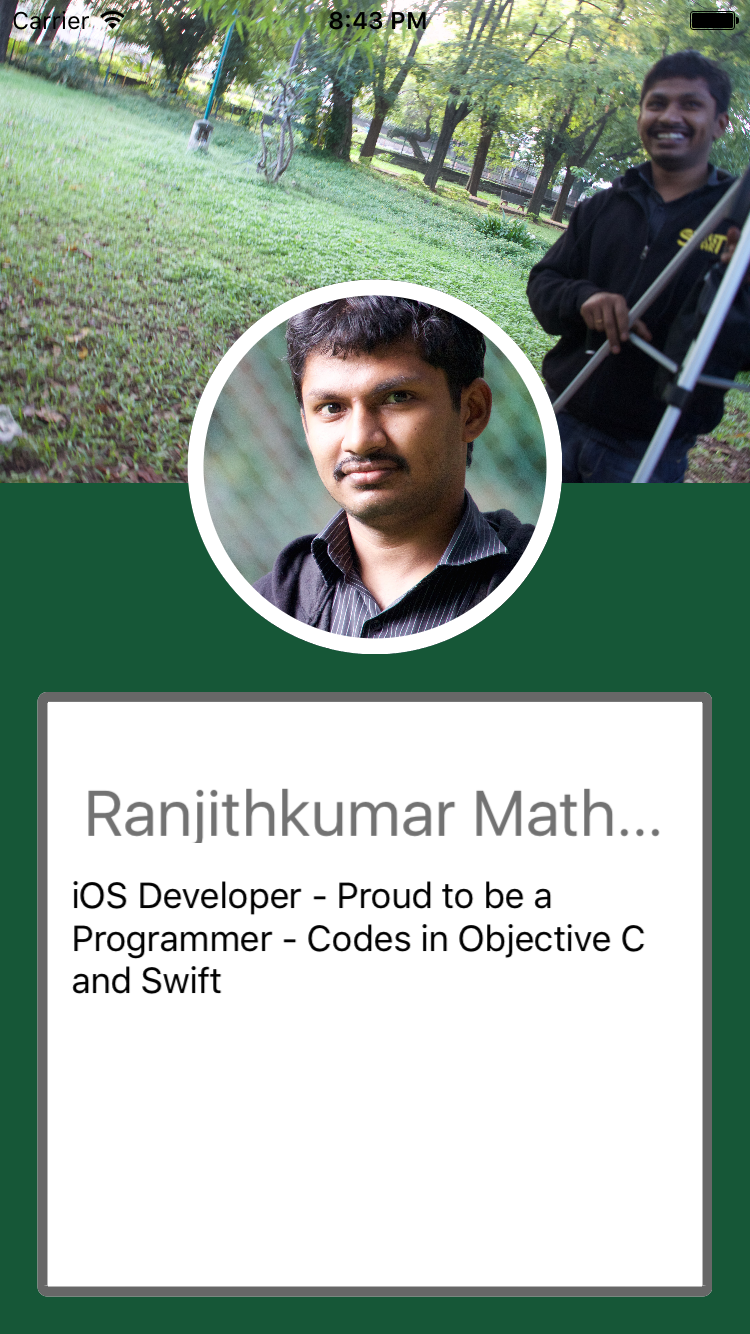 Carrier 8:43 PM
Ranjithkumar Math...
iOS Developer - Proud to be a
Programmer - Codes in Objective C
and Swift